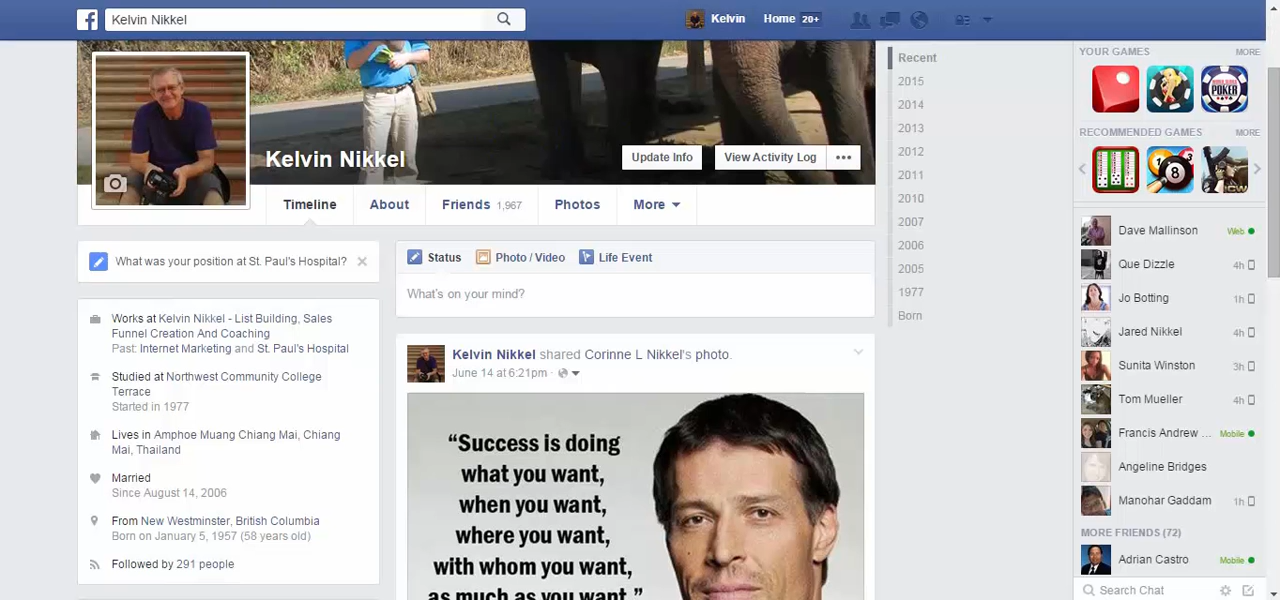 Kelvin Nikkel
Kelvin Home 20+
Kelvin Nikkel
Update Info View Activity Log
Timeline About Friends 1,967 Photos More
What was your position at St. Paul's Hospital?
Works at Kelvin Nikkel - List Building, Sales
Funnel Creation And Coaching
Past: Internet Marketing and St. Paul's Hospital
Studied at Northwest Community College
Terrace
Started in 1977
Lives in Amphoe Muang Chiang Mai, Chiang
Mai, Thailand
Married
Since August 14, 2006
From New Westminster, British Columbia
Born on January 5, 1957 (58 years old)
Followed by 291 people
Status Photo / Video Life Event
What's on your mind?
Kelvin Nikkel shared Corinne L Nikkel's photo.
June 14 at 6:21pm ·
“Success is doing
what you want,
when you want,
where you want,
with whom you want,
as much as you want.”
Recent
2015
2014
2013
2012
2011
2010
2007
2006
2005
1977
Born
YOUR GAMES MORE
POKER
RECOMMENDED GAMES MORE
8
Dave Mallinson Web
Que Dizzle 4h
Jo Botting 1h
Jared Nikkel 4h
Sunita Winston 3h
Tom Mueller 4h
Francis Andrew ... Mobile
Angeline Bridges
Manohar Gaddam 1h
MORE FRIENDS (72)
Adrian Castro Mobile
Search Chat